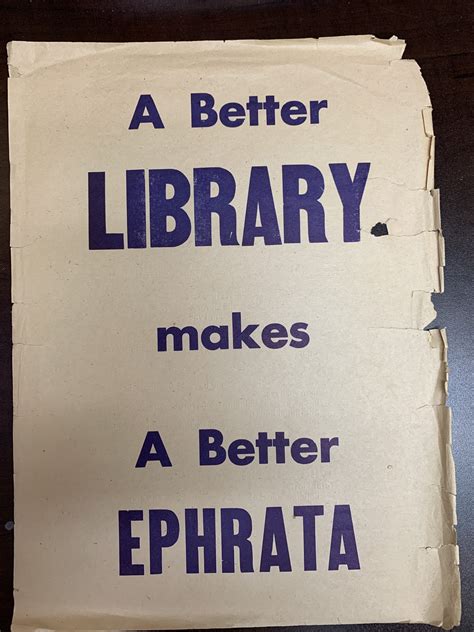 A Better
LIBRARY
makes
A Better
EPHRATA